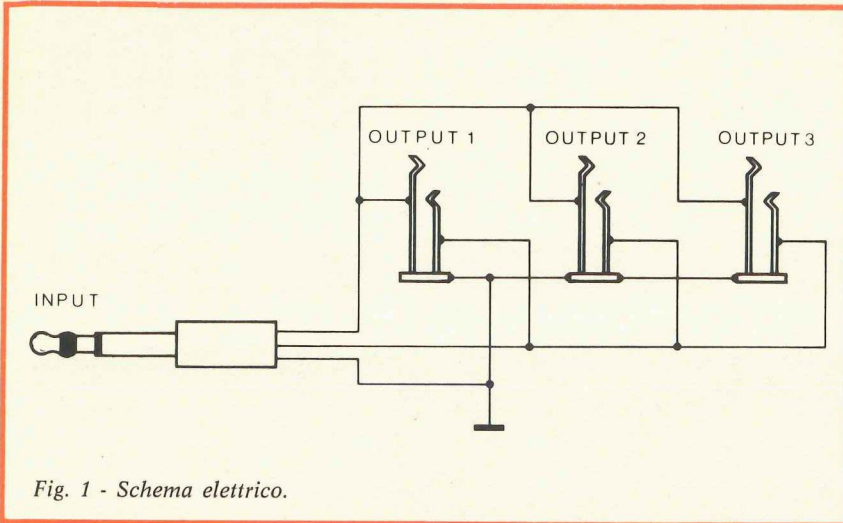 OUTPUT 1
OUTPUT 2
OUTPUT 3
INPUT
Fig. 1 - Schema elettrico.